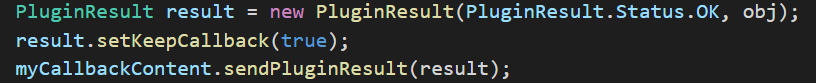 PluginResult result = new PluginResult(PluginResult.Status.OK, obj);
result.setKeepCallback(true);
myCallbackContent.sendPluginResult(result);